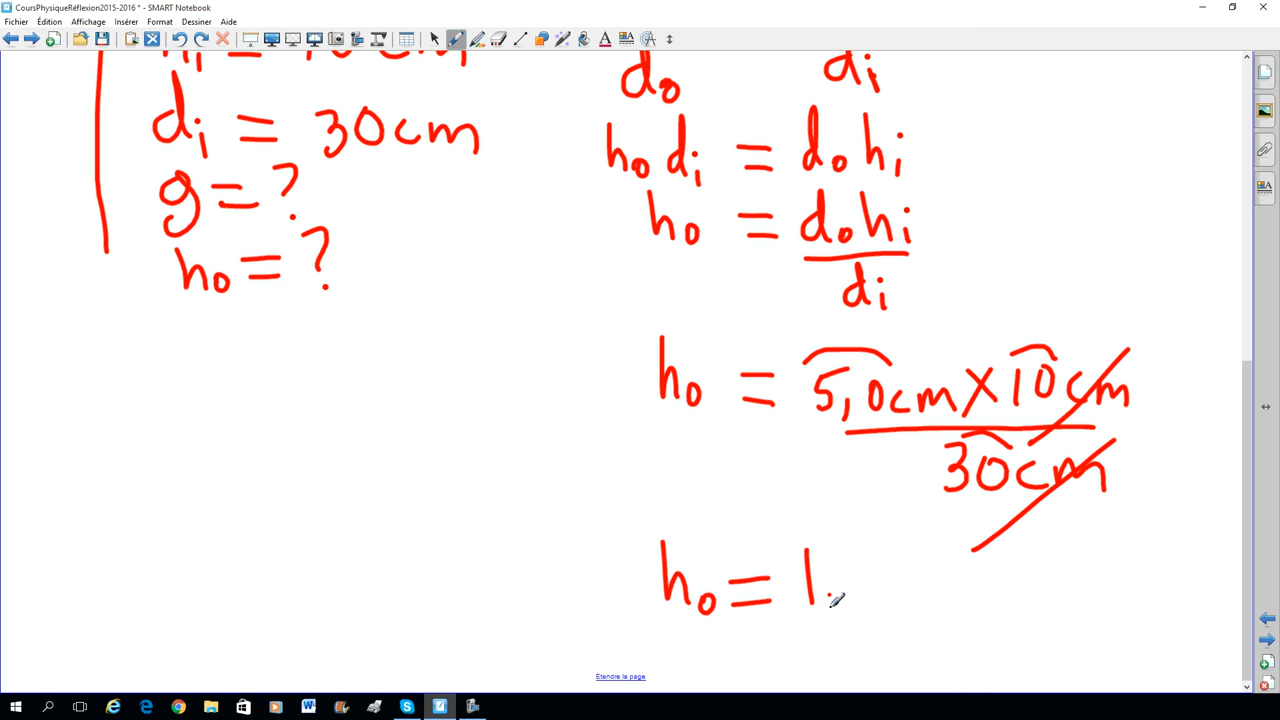 CoursPhysiqueRéflexion2015-2016 * - SMART Notebook
Fichier Édition Affichage Insérer Format Dessiner Aide
di = 30cm
g = ?
ho = ?
do di
ho di = do hi
ho = do hi
di
ho = 5,0cm X 10cm
30cm
ho = 1.
Étendre la page